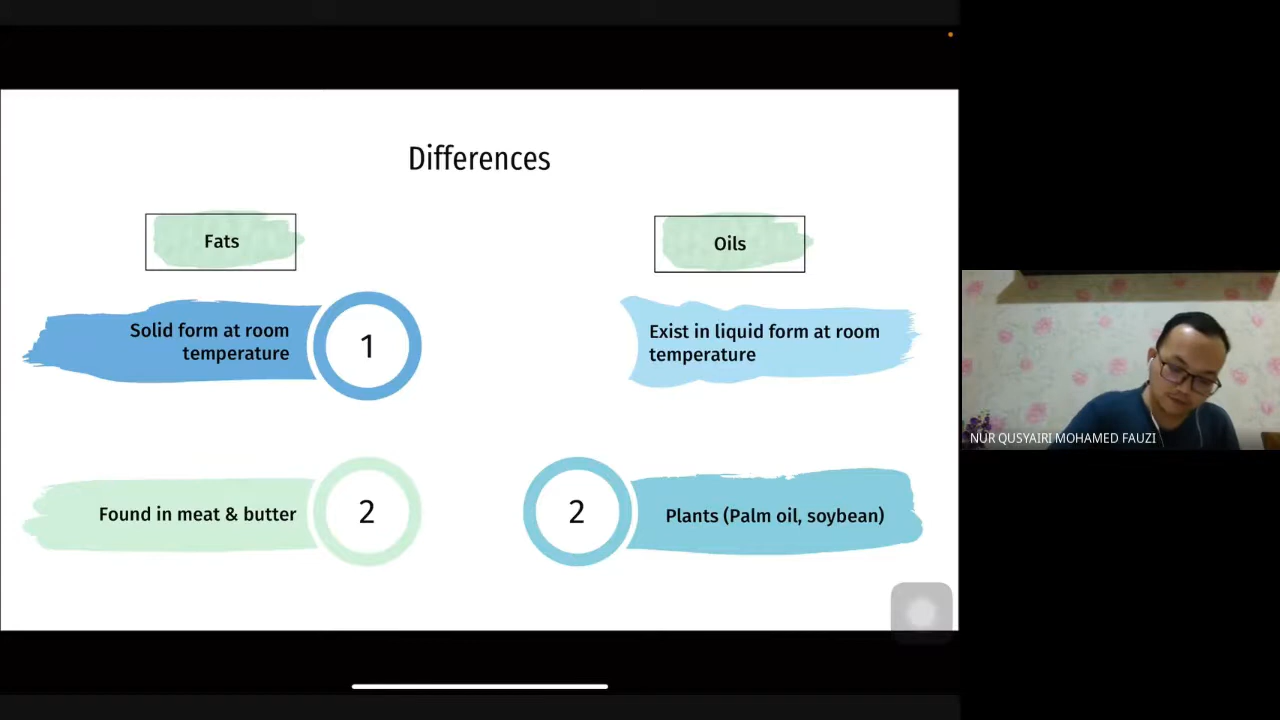 Differences
Fats
Oils
Solid form at room
temperature
1
Exist in liquid form at room
temperature
Found in meat & butter
2
2
Plants (Palm oil, soybean)
NUR QUSYAIRI MOHAMED FAUZI